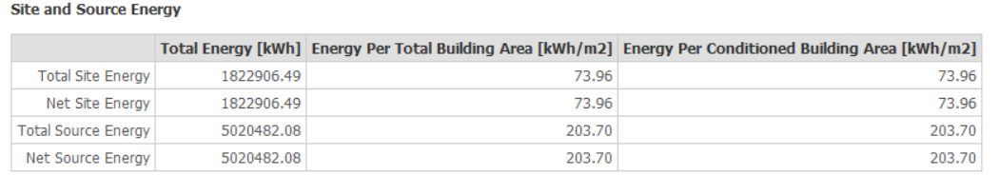 Site and Source Energy
Total Energy [kWh] Energy Per Total Building Area [kWh/m2] Energy Per Conditioned Building Area [kWh/m2]
Total Site Energy 1822906.49 73.96 73.96
Net Site Energy 1822906.49 73.96 73.96
Total Source Energy 5020482.08 203.70 203.70
Net Source Energy 5020482.08 203.70 203.70